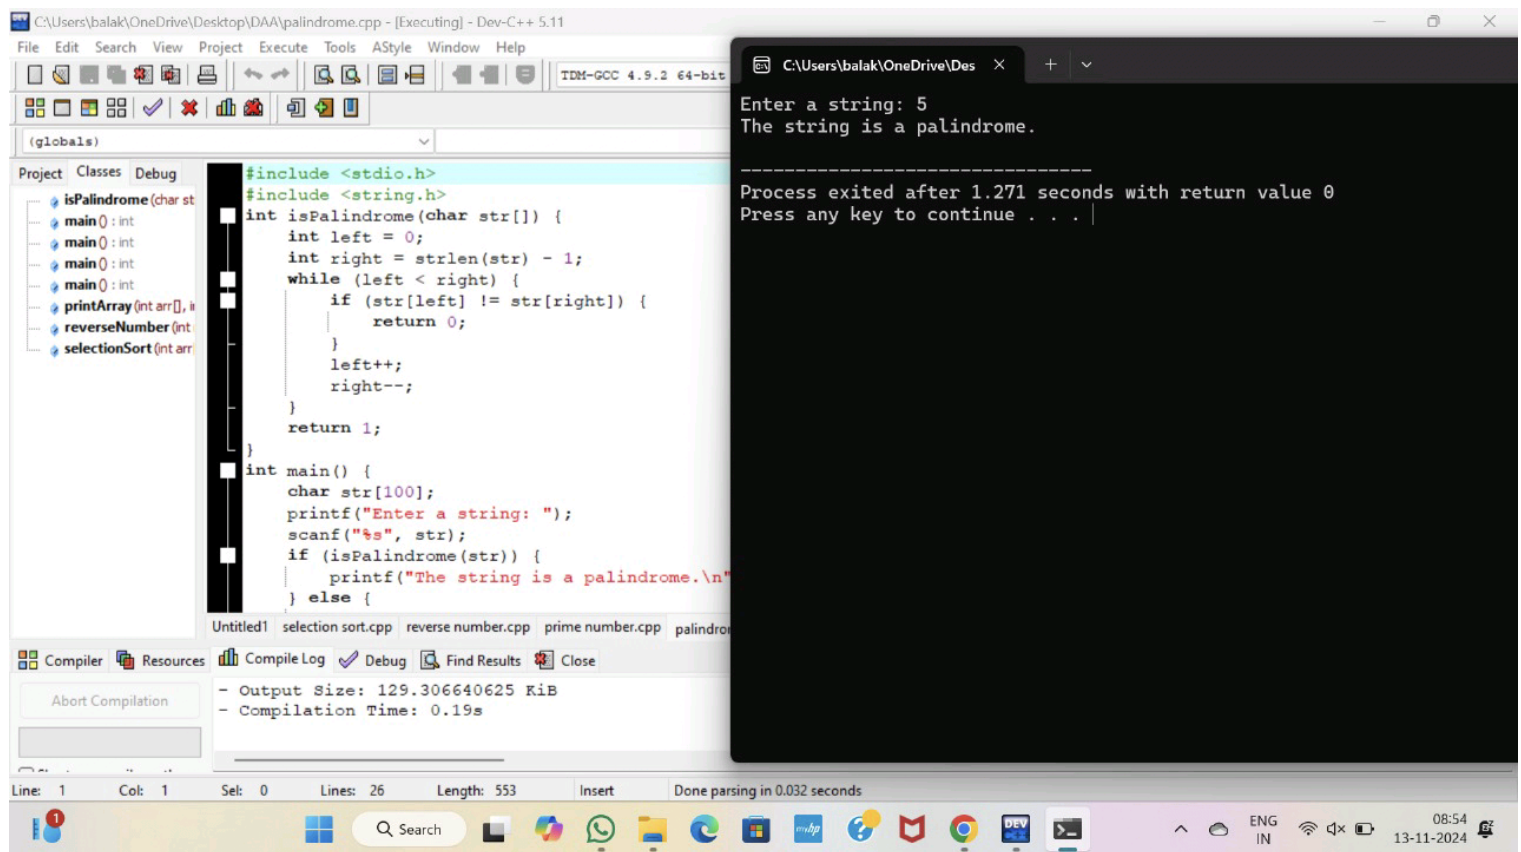 C:\Users\balak\OneDrive\Desktop\DAA\palindrome.cpp - [Executing] - Dev-C++ 5.11
File Edit Search View Project Execute Tools AStyle Window Help
TDM-GCC 4.9.2 64-bit
(globals)
Project Classes Debug
isPalindrome (char st
main () : int
main () : int
main () : int
main () : int
printArray (int arr[], i
reverseNumber (int
selectionSort (int arr
#include <stdio.h>
#include <string.h>
int isPalindrome(char str[]) {
int left = 0;
int right = strlen(str) - 1;
while (left < right) {
if (str[left] != str[right]) {
return 0;
}
left++;
right--;
}
return 1;
}
int main() {
char str[100];
printf("Enter a string: ");
scanf("%s", str);
if (isPalindrome(str)) {
printf("The string is a palindrome.\n"
} else {
Untitled1 selection sort.cpp reverse number.cpp prime number.cpp palindro
Compiler Resources Compile Log Debug Find Results Close
Abort Compilation
- Output Size: 129.306640625 KiB
- Compilation Time: 0.19s
Line: 1 Col: 1 Sel: 0 Lines: 26 Length: 553 Insert Done parsing in 0.032 seconds
C:\Users\balak\OneDrive\Des
Enter a string: 5
The string is a palindrome.
--------------------------------
Process exited after 1.271 seconds with return value 0
Press any key to continue . . .
1
Search
myhp
DEV
ENG
IN
08:54
13-11-2024